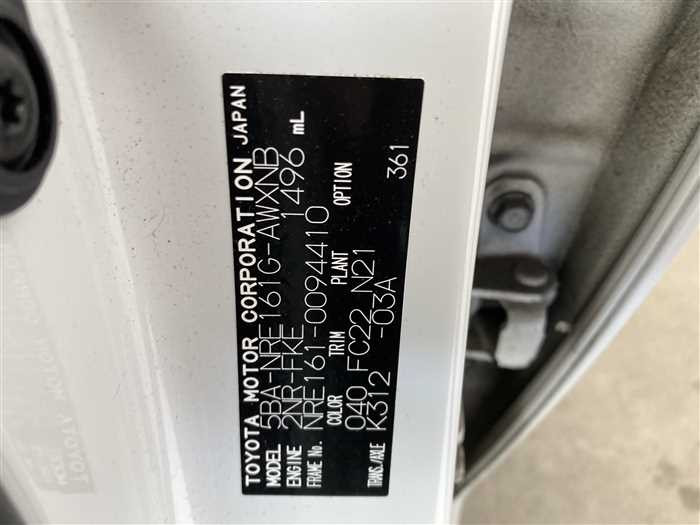 TOYOTA MOTOR CORPORATION JAPAN
MODEL 5BA-NRE161G-AWXNB
ENGINE 2NR-FKE 1496 mL
FRAME No. NRE161-0094410
COLOR TRIM PLANT OPTION
040 FC22 N21
TRANS./AXLE K312 -03A 361